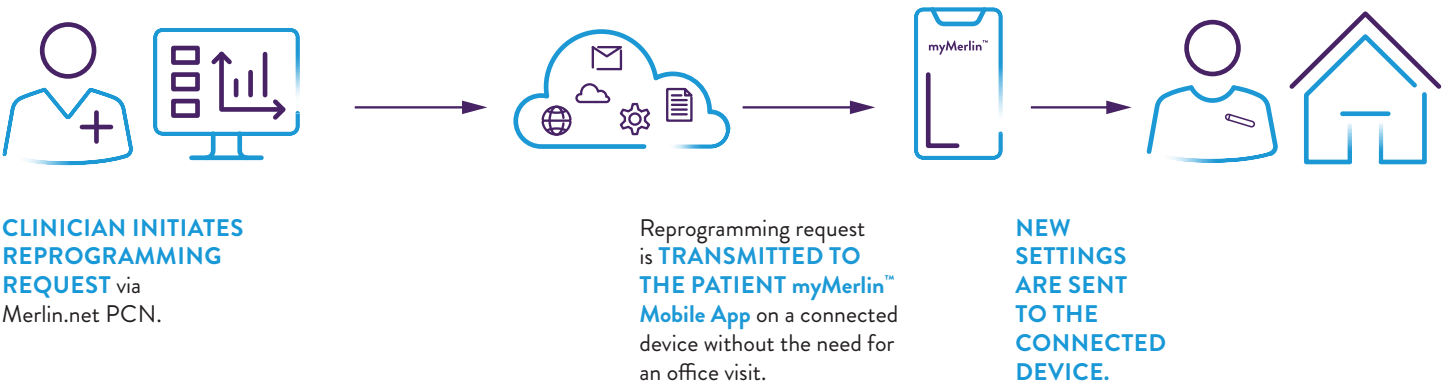 myMerlin™
CLINICIAN INITIATES
REPROGRAMMING
REQUEST via
Merlin.net PCN.
Reprogramming request
is TRANSMITTED TO
THE PATIENT myMerlin™
Mobile App on a connected
device without the need for
an office visit.
NEW
SETTINGS
ARE SENT
TO THE
CONNECTED
DEVICE.